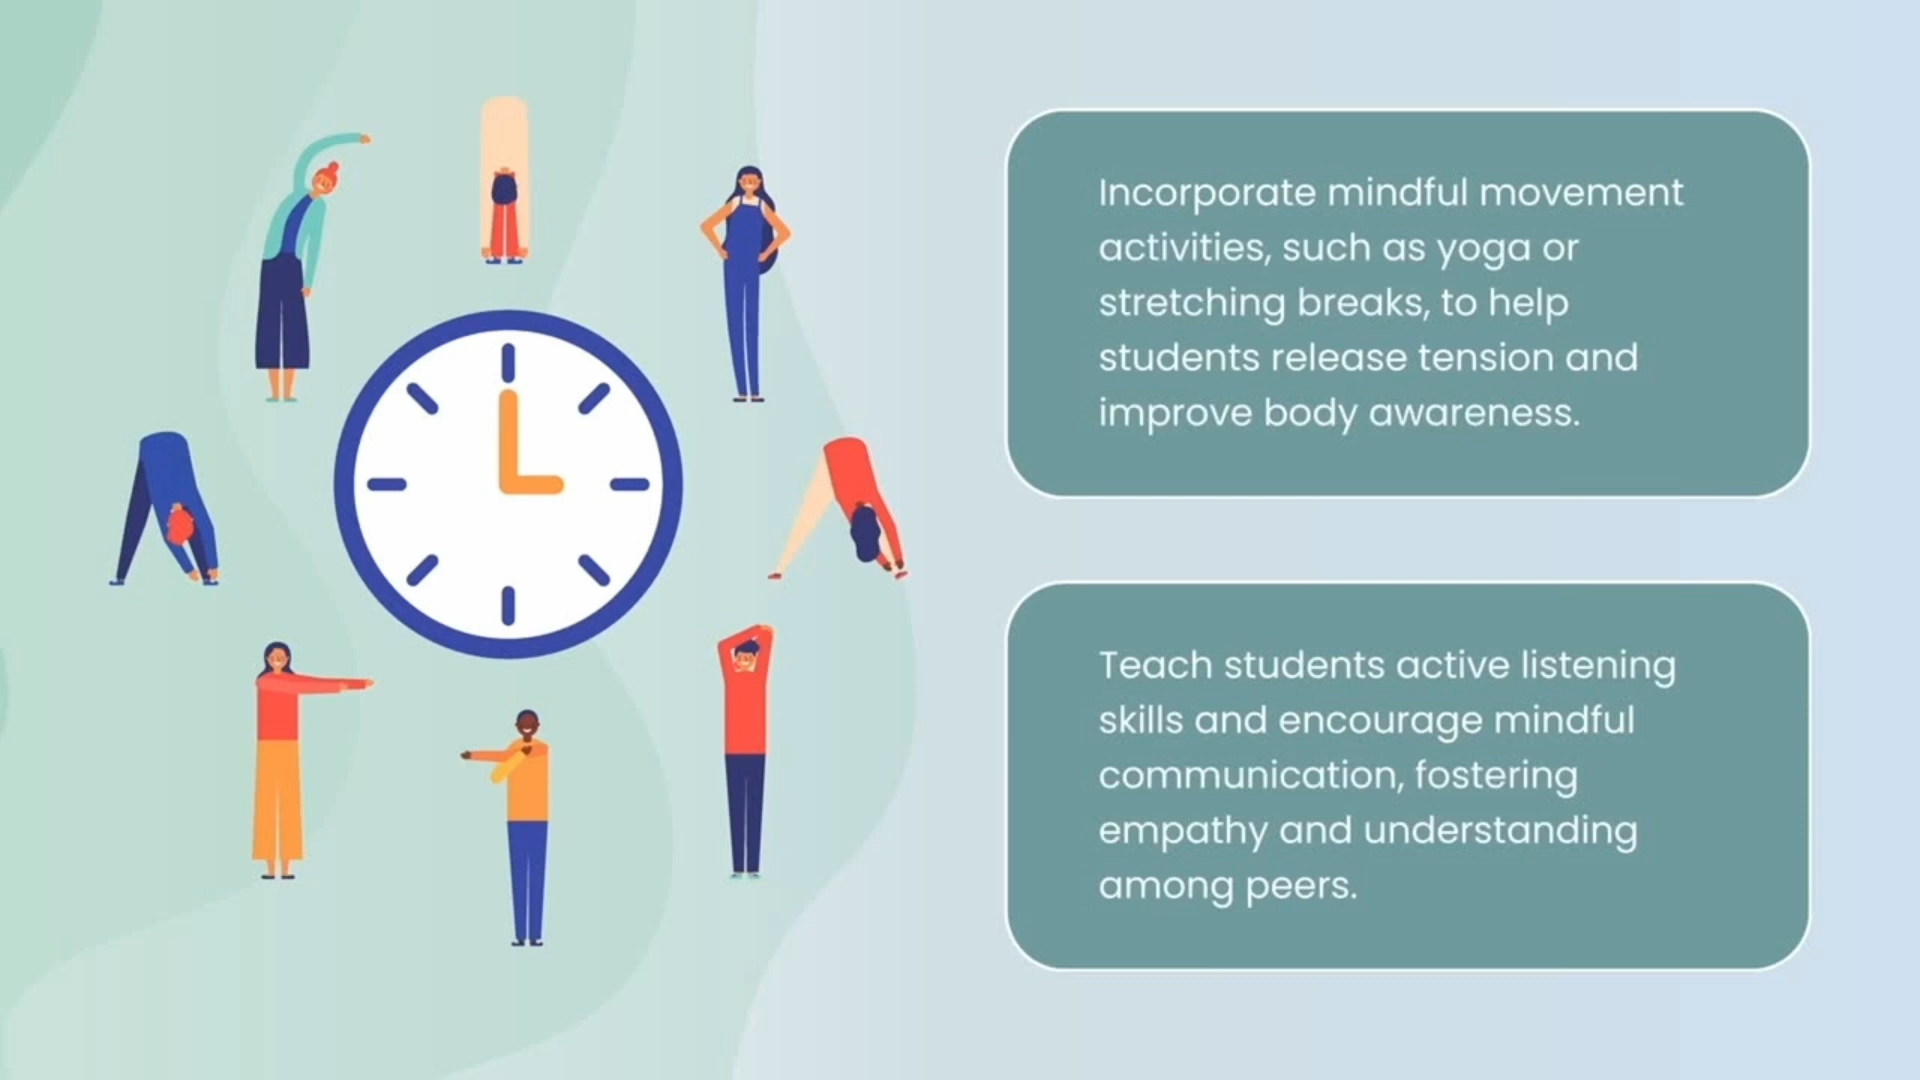 Incorporate mindful movement
activities, such as yoga or
stretching breaks, to help
students release tension and
improve body awareness.
Teach students active listening
skills and encourage mindful
communication, fostering
empathy and understanding
among peers.